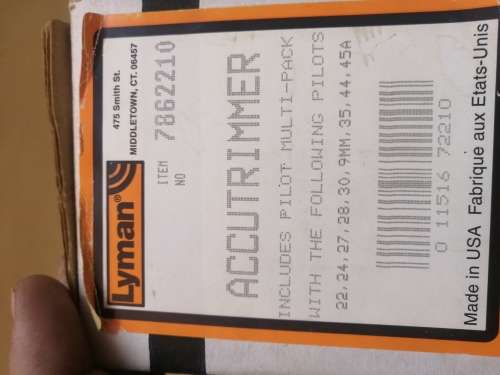 Lyman®
475 Smith St.
MIDDLETOWN, CT. 06457
ITEM
NO
7862210
ACCUTRIMMER
INCLUDES PILOT MULTI-PACK
WITH THE FOLLOWING PILOTS
22,24,27,28,30,9MM,35,44,45A
0 11516 72210
Made in USA Fabrique aux Etats-Unis